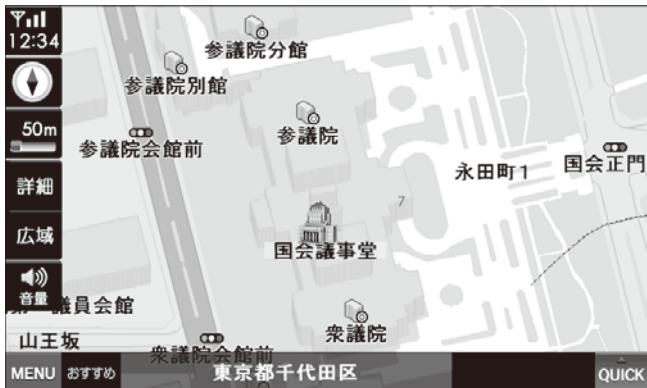 12:34
50m
詳細
広域
音量
参議院分館
参議院別館
参議院
参議院会館前
永田町1
国会正門
7
国会議事堂
議員会館
衆議院
山王坂
衆議院会館前
MENU
おすすめ
東京都千代田区
QUICK